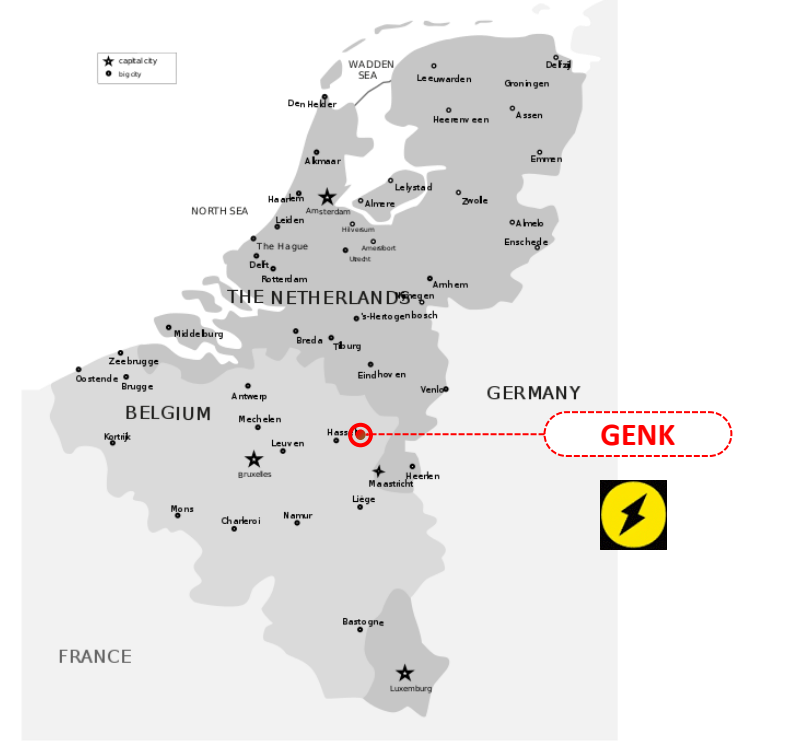 capital city
big city
WADDEN
SEA
Delfzijl
Leeuwarden
Groningen
Den Helder
Heerenveen
Assen
Alkmaar
Emmen
Lelystad
Haarlem
Almere
Zwolle
NORTH SEA
Amsterdam
Leiden
Almelo
Hilversum
The Hague
Amersfoort
Enschede
Utrecht
Delft
Rotterdam
Arnhem
THE NETHERLANDS
Nijmegen
's-Hertogenbosch
Middelburg
Breda
Tilburg
Zeebrugge
Oostende
Brugge
Eindhoven
Venlo
GERMANY
Antwerp
BELGIUM
Mechelen
Kortrijk
Leuven
GENK
Bruxelles
Maastricht
Heerlen
Liège
Mons
Charleroi
Namur
Bastogne
FRANCE
Luxemburg